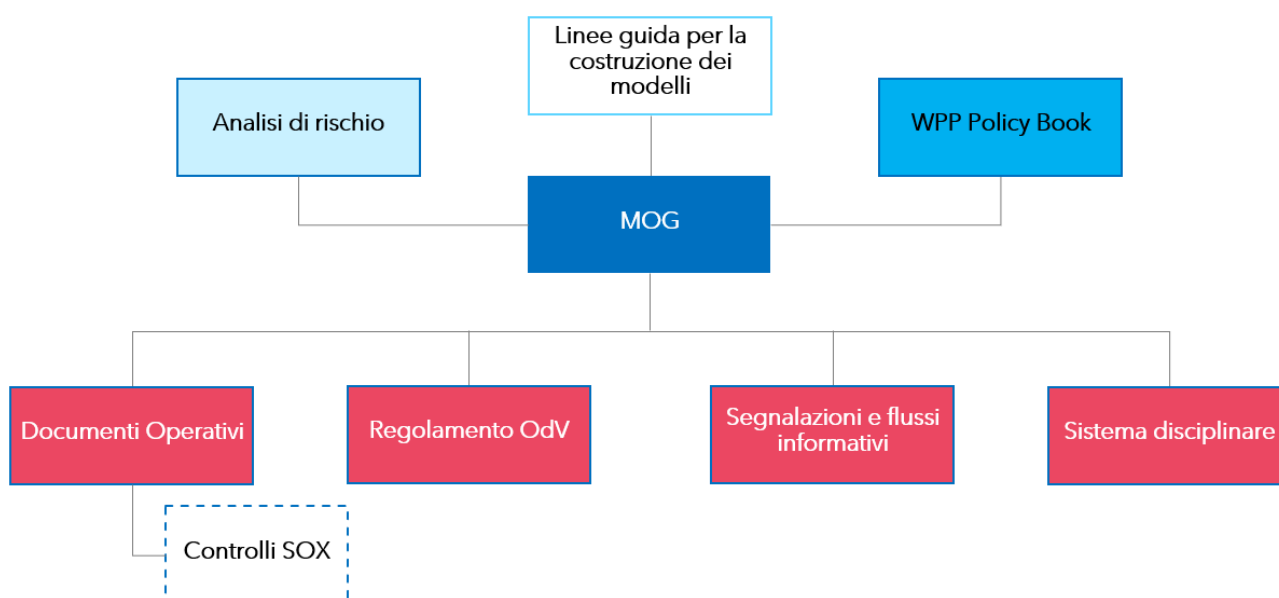 Linee guida per la
costruzione dei
modelli
Analisi di rischio
WPP Policy Book
MOG
Documenti Operativi
Regolamento OdV
Segnalazioni e flussi
informativi
Sistema disciplinare
Controlli SOX